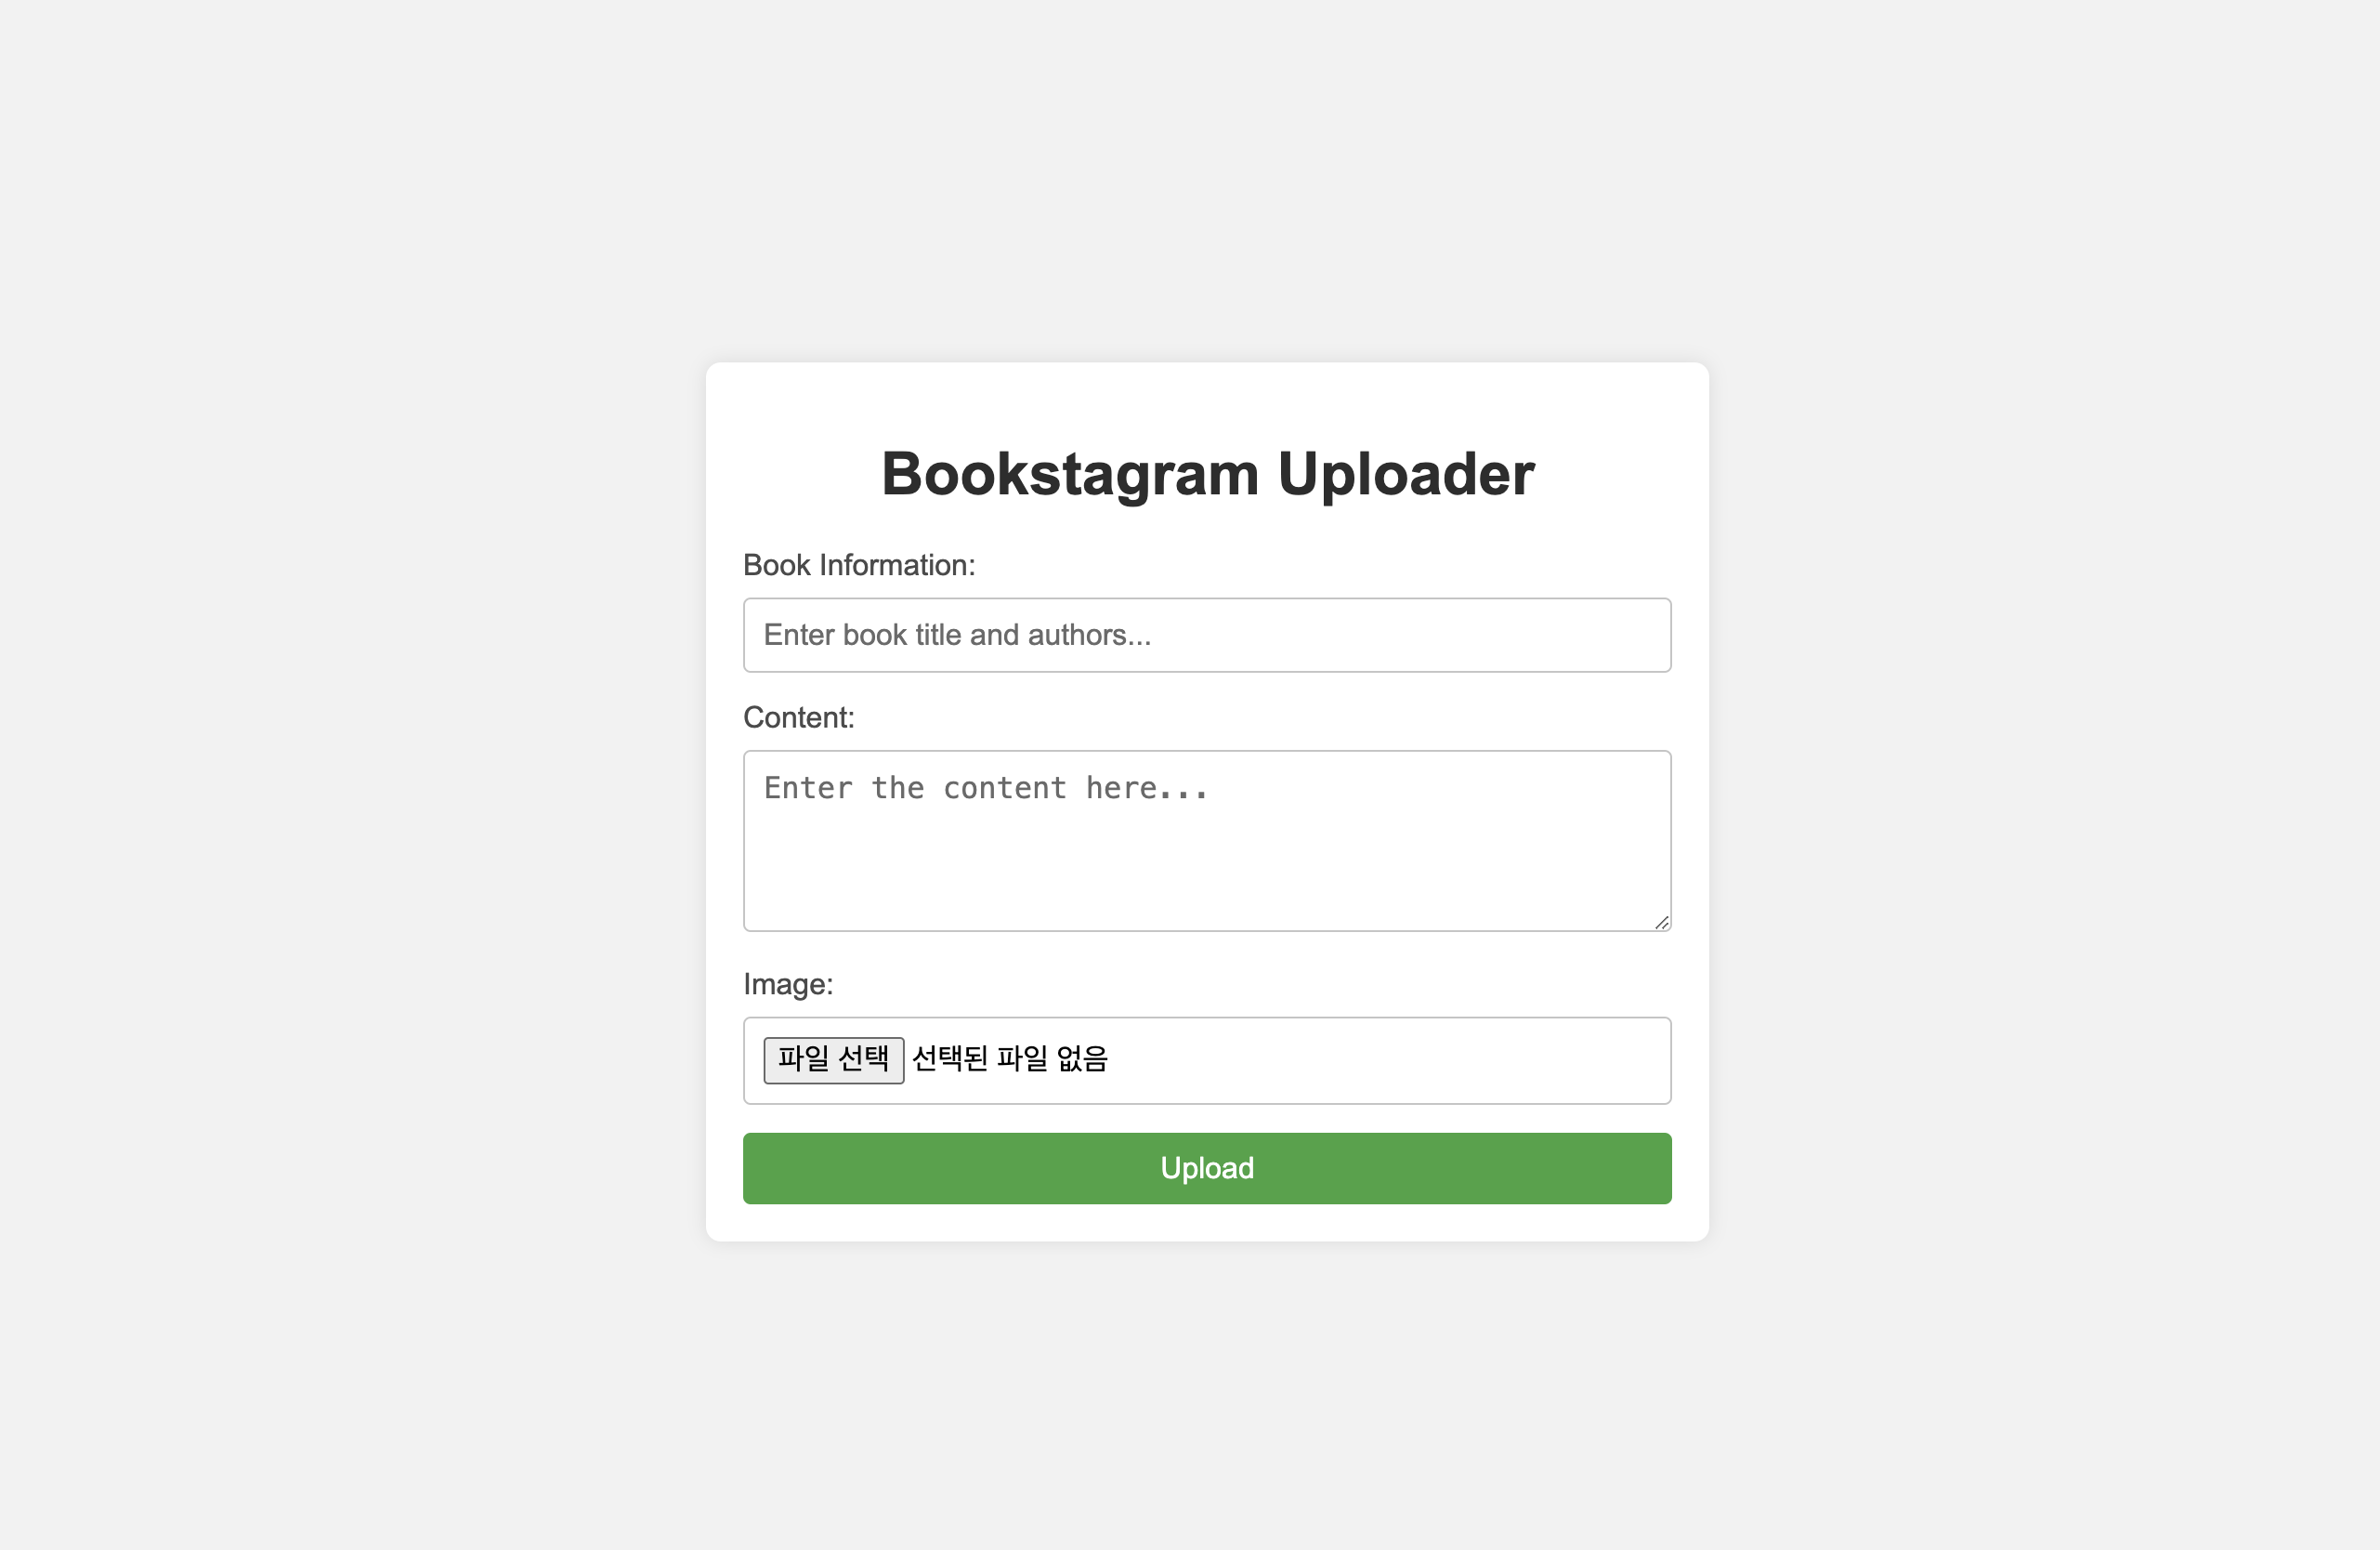 Bookstagram Uploader
Book Information:
Enter book title and authors...
Content:
Enter the content here...
Image:
파일 선택 선택된 파일 없음
Upload